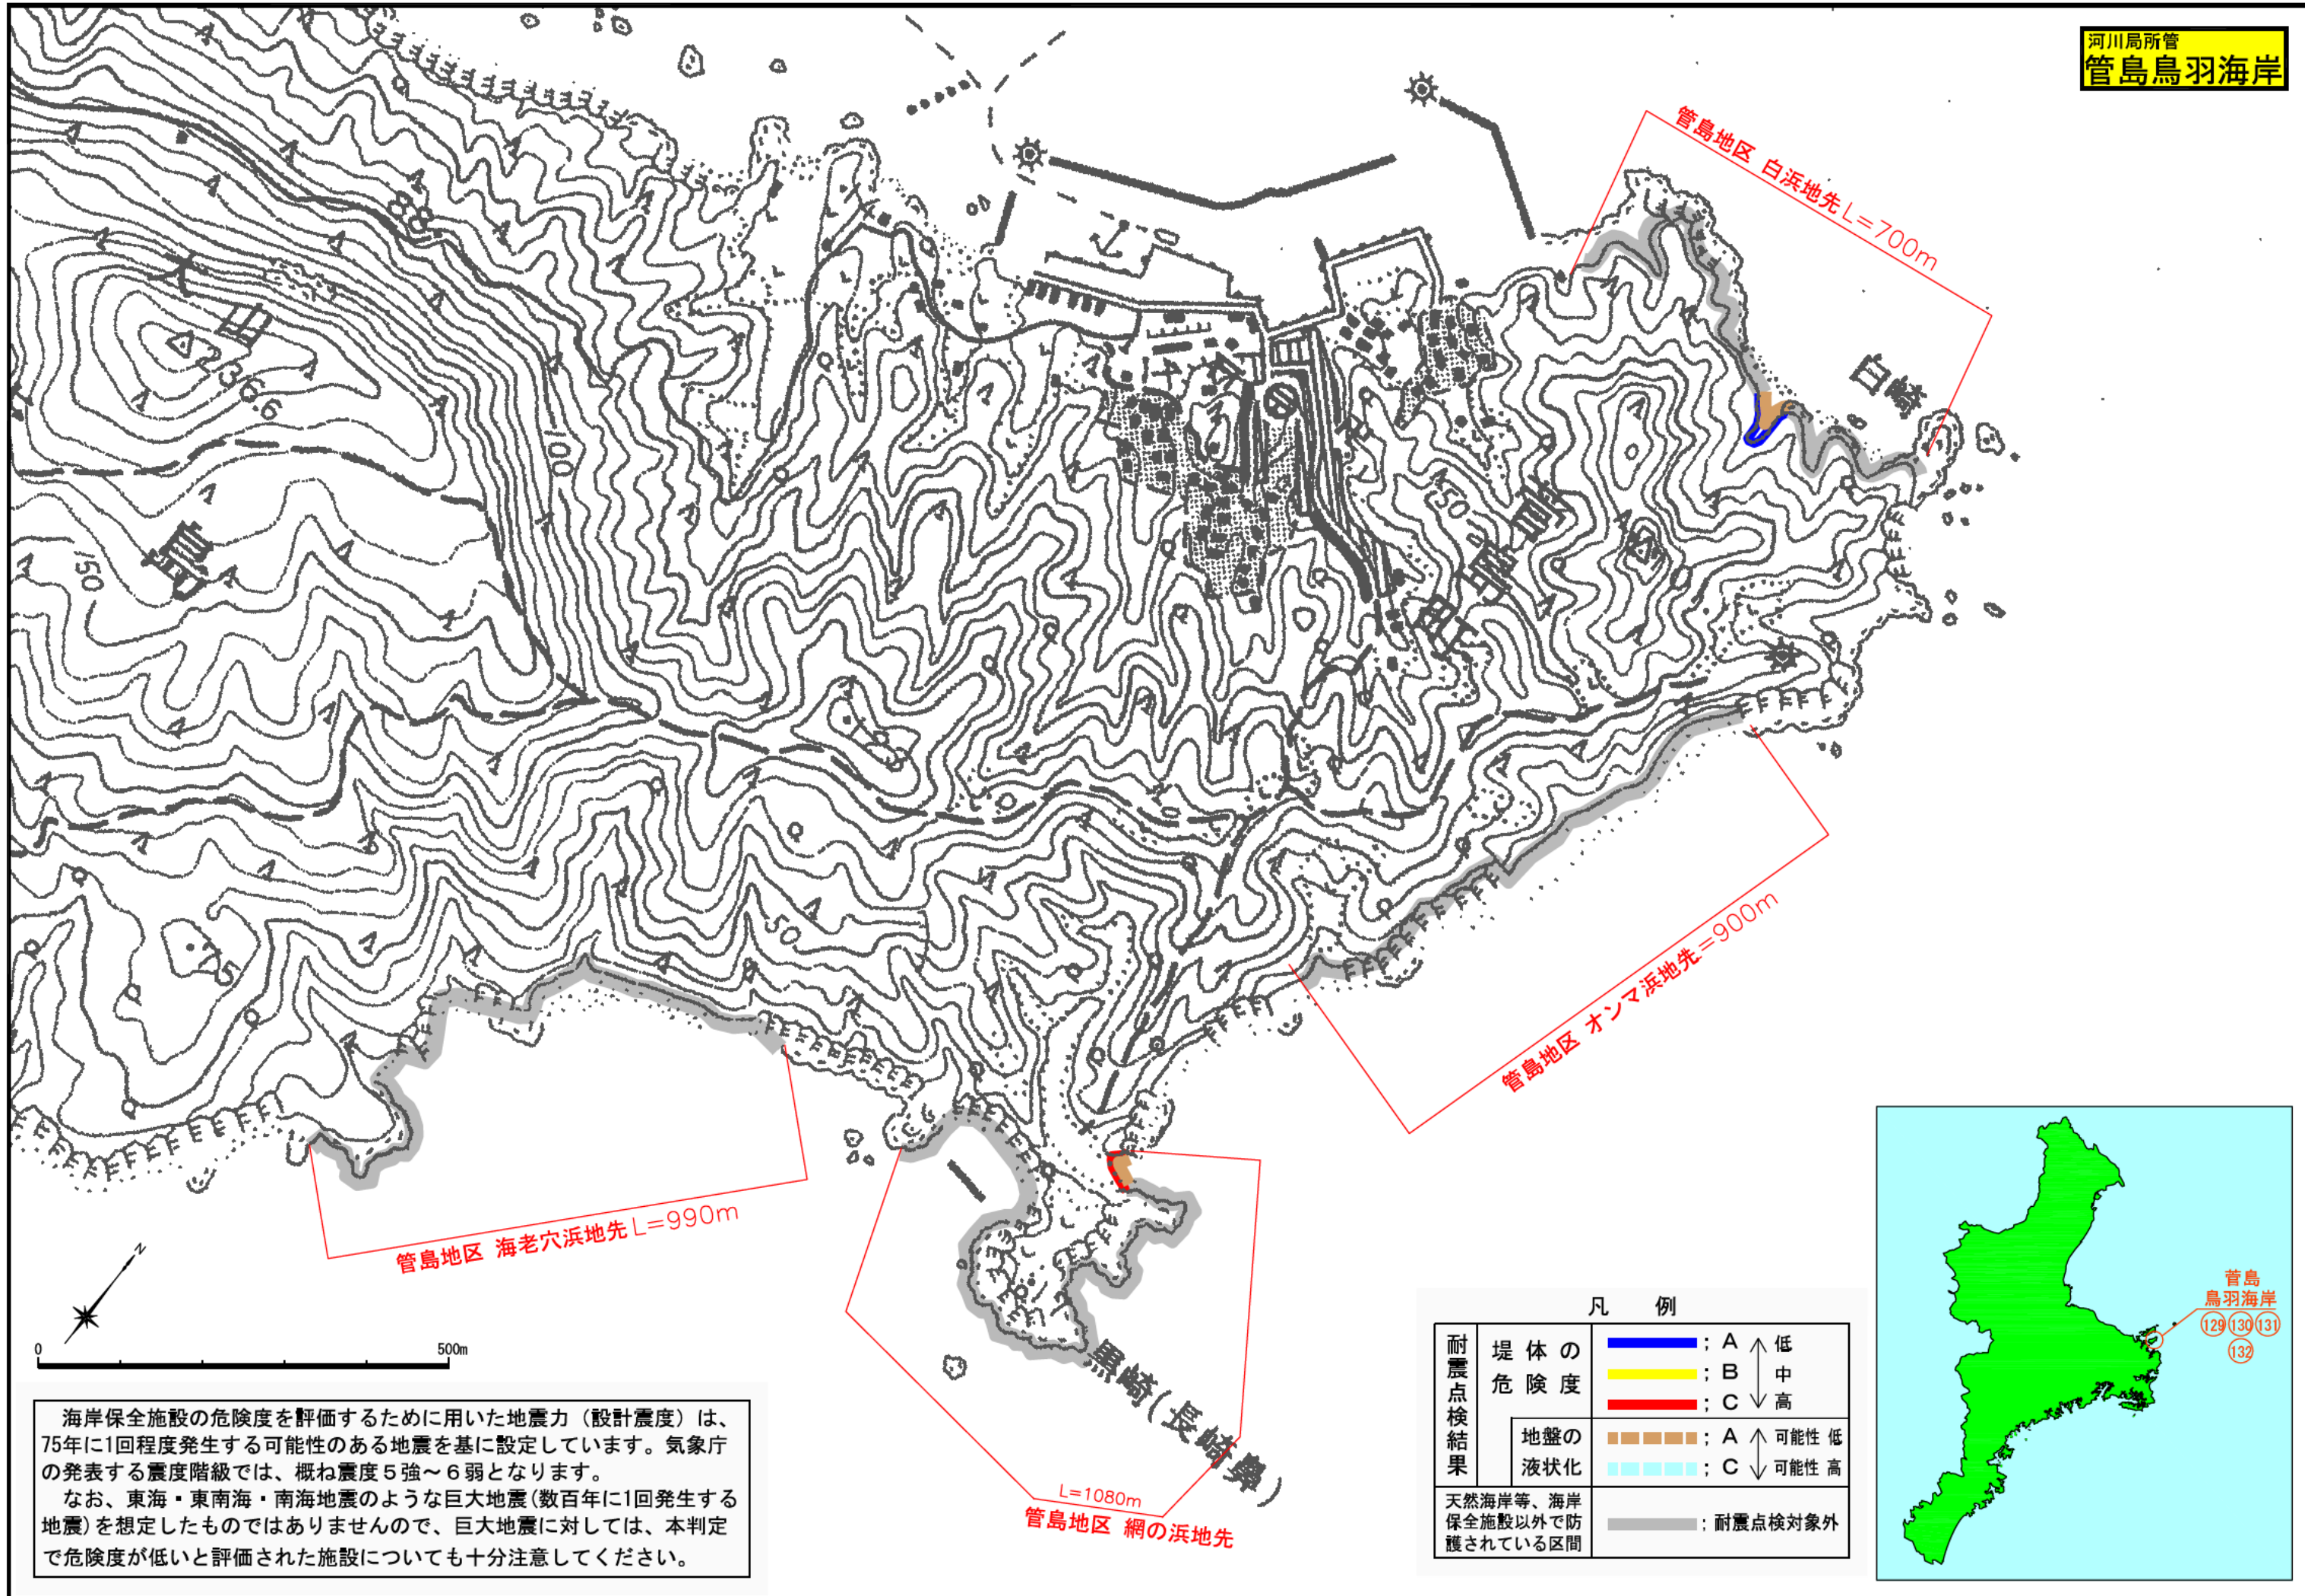 河川局所管
管島鳥羽海岸
管島地区 白浜地先 L=700m
白崎
大山
236.6
88
100
150
島
14
50
150
菅島町
193
125
管島地区 オンマ浜地先=900m
管島地区 海老穴浜地先 L=990m
黒崎(長崎鼻)
L=1080m
管島地区 網の浜地先
N
0 500m
海岸保全施設の危険度を評価するために用いた地震力（設計震度）は、
75年に1回程度発生する可能性のある地震を基に設定しています。気象庁
の発表する震度階級では、概ね震度５強～６弱となります。
なお、東海・東南海・南海地震のような巨大地震(数百年に1回発生する
地震)を想定したものではありませんので、巨大地震に対しては、本判定
で危険度が低いと評価された施設についても十分注意してください。
凡 例
耐震点検結果
堤体の
危険度
; A 低
; B 中
; C 高
地盤の
液状化
; A 可能性 低
; C 可能性 高
天然海岸等、海岸
保全施設以外で防
護されている区間
; 耐震点検対象外
菅島
鳥羽海岸
129 130 131
132